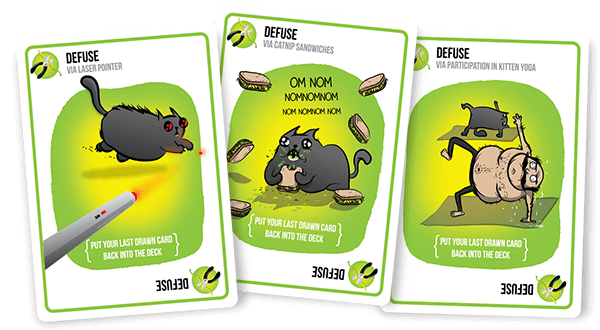 DEFUSE
VIA LASER POINTER
PUT YOUR LAST DRAWN CARD
BACK INTO THE DECK
DEFUSE
DEFUSE
VIA CATNIP SANDWICHES
OM NOM
NOMNOMNOM
NOM NOMNOM NOM
PUT YOUR LAST DRAWN CARD
BACK INTO THE DECK
DEFUSE
DEFUSE
VIA PARTICIPATION IN KITTEN YOGA
PUT YOUR LAST DRAWN CARD
BACK INTO THE DECK
DEFUSE